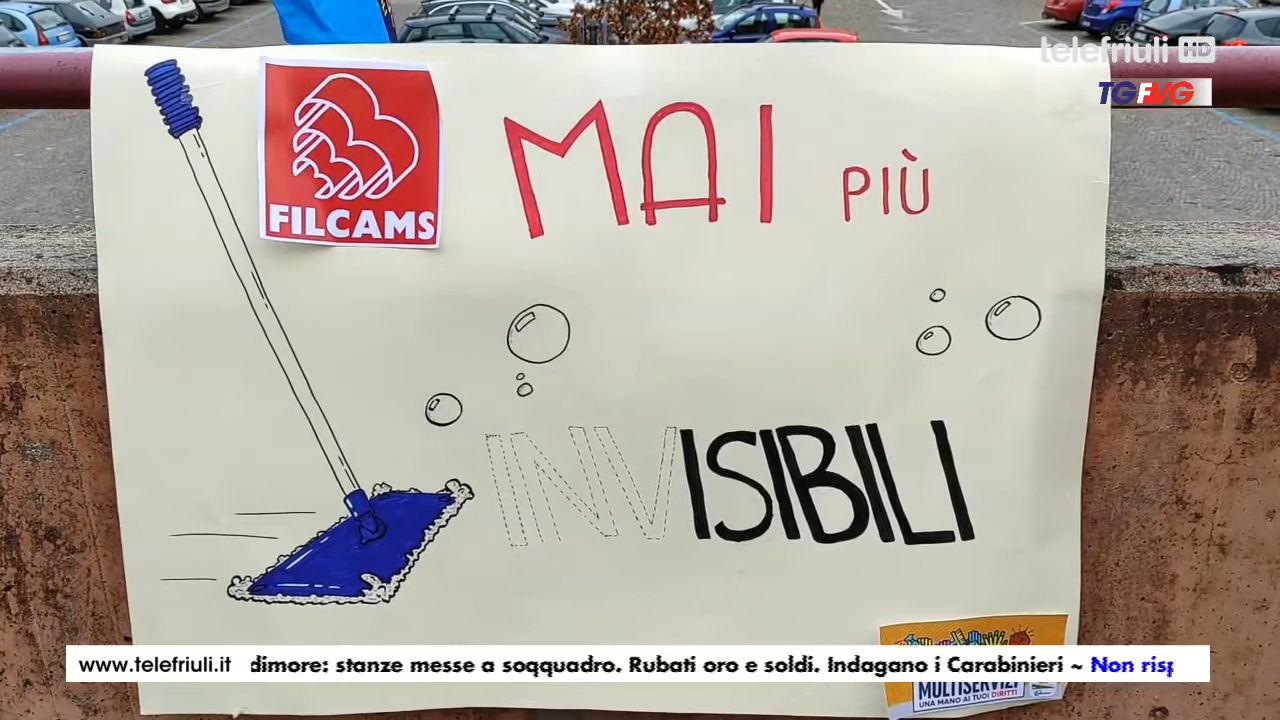 telefriuli HD
TGFVG
FILCAMS
MAI PIÙ
INVISIBILI
MULTISERVIZI
UNA MANO AI TUOI DIRITTI
www.telefriuli.it dimore: stanze messe a soqquadro. Rubati oro e soldi. Indagano i Carabinieri ~ Non